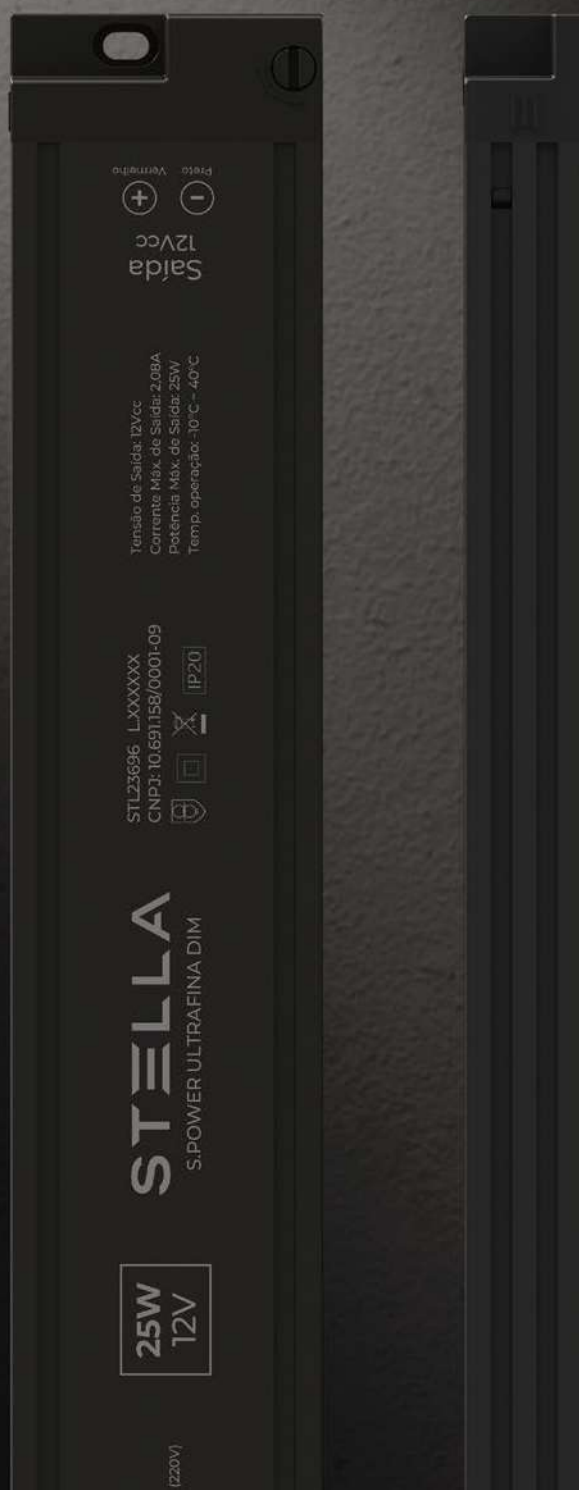 Vermelho Preto
+ -
Saída
12Vcc
Tensão de Saída: 12Vcc
Corrente Máx. de Saída: 2,08A
Potência Máx. de Saída: 25W
Temp. operação: -10°C ~ 40°C
STL23696 LXXXXXX
CNPJ: 10.691.158/0001-09
IP20
STELLA
S.POWER ULTRAFINA DIM
25W
12V
(220V)